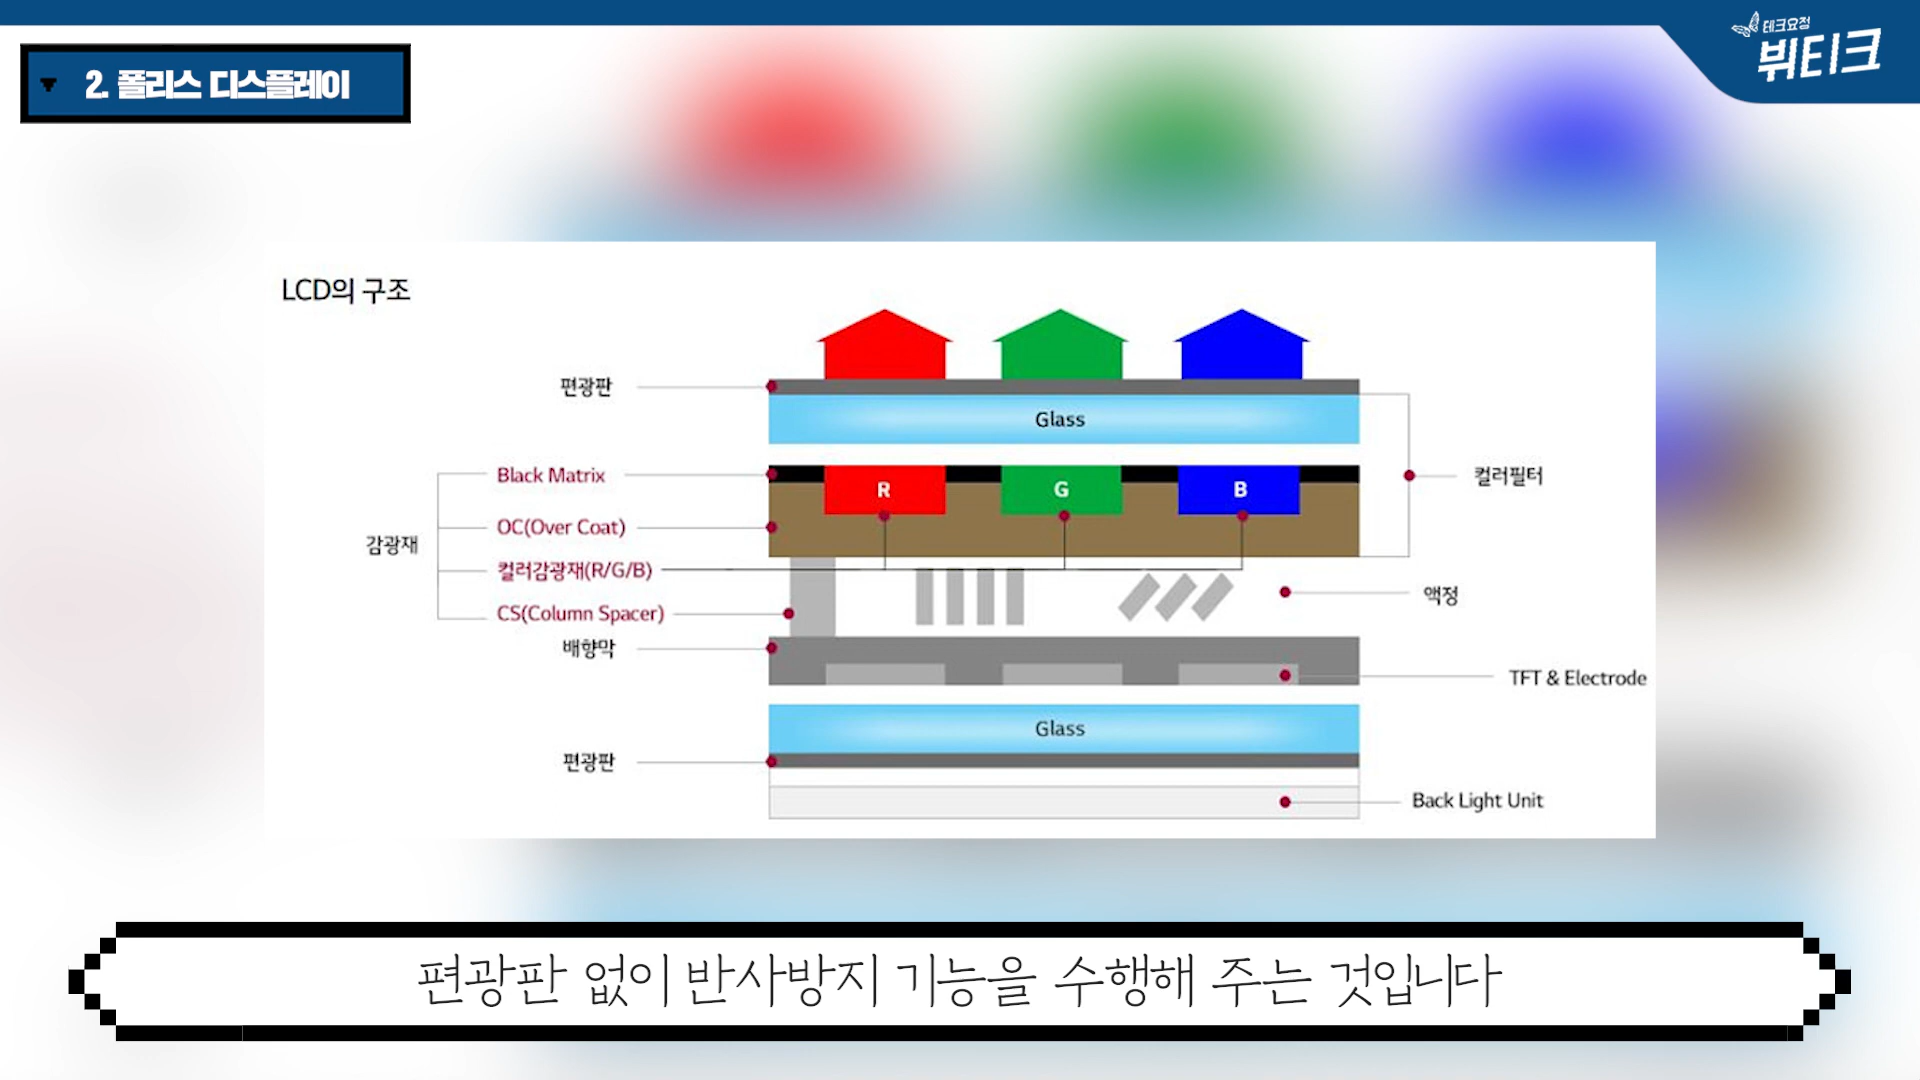 2. 폴리스 디스플레이
테크요정
뷰티크
LCD의 구조
편광판
Glass
Black Matrix
R
G
B
컬러필터
OC(Over Coat)
감광재
컬러감광재(R/G/B)
액정
CS(Column Spacer)
배향막
TFT & Electrode
Glass
편광판
Back Light Unit
편광판 없이 반사방지 기능을 수행해 주는 것입니다